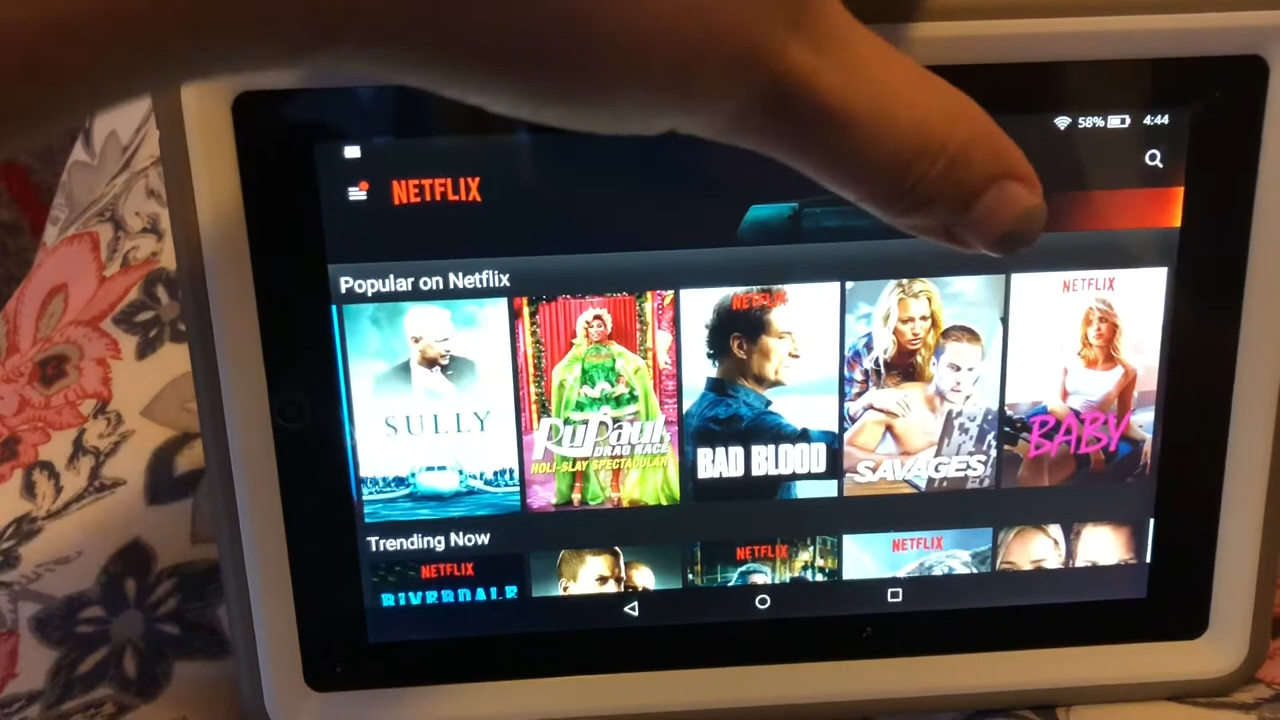 58% 4:44
NETFLIX
Popular on Netflix
NETFLIX
NETFLIX
SULLY
RuPaul's
DRAG RACE
HOLI-SLAY SPECTACULAR
BAD BLOOD
SAVAGES
BABY
Trending Now
NETFLIX
RIVERDALE
NETFLIX
NETFLIX